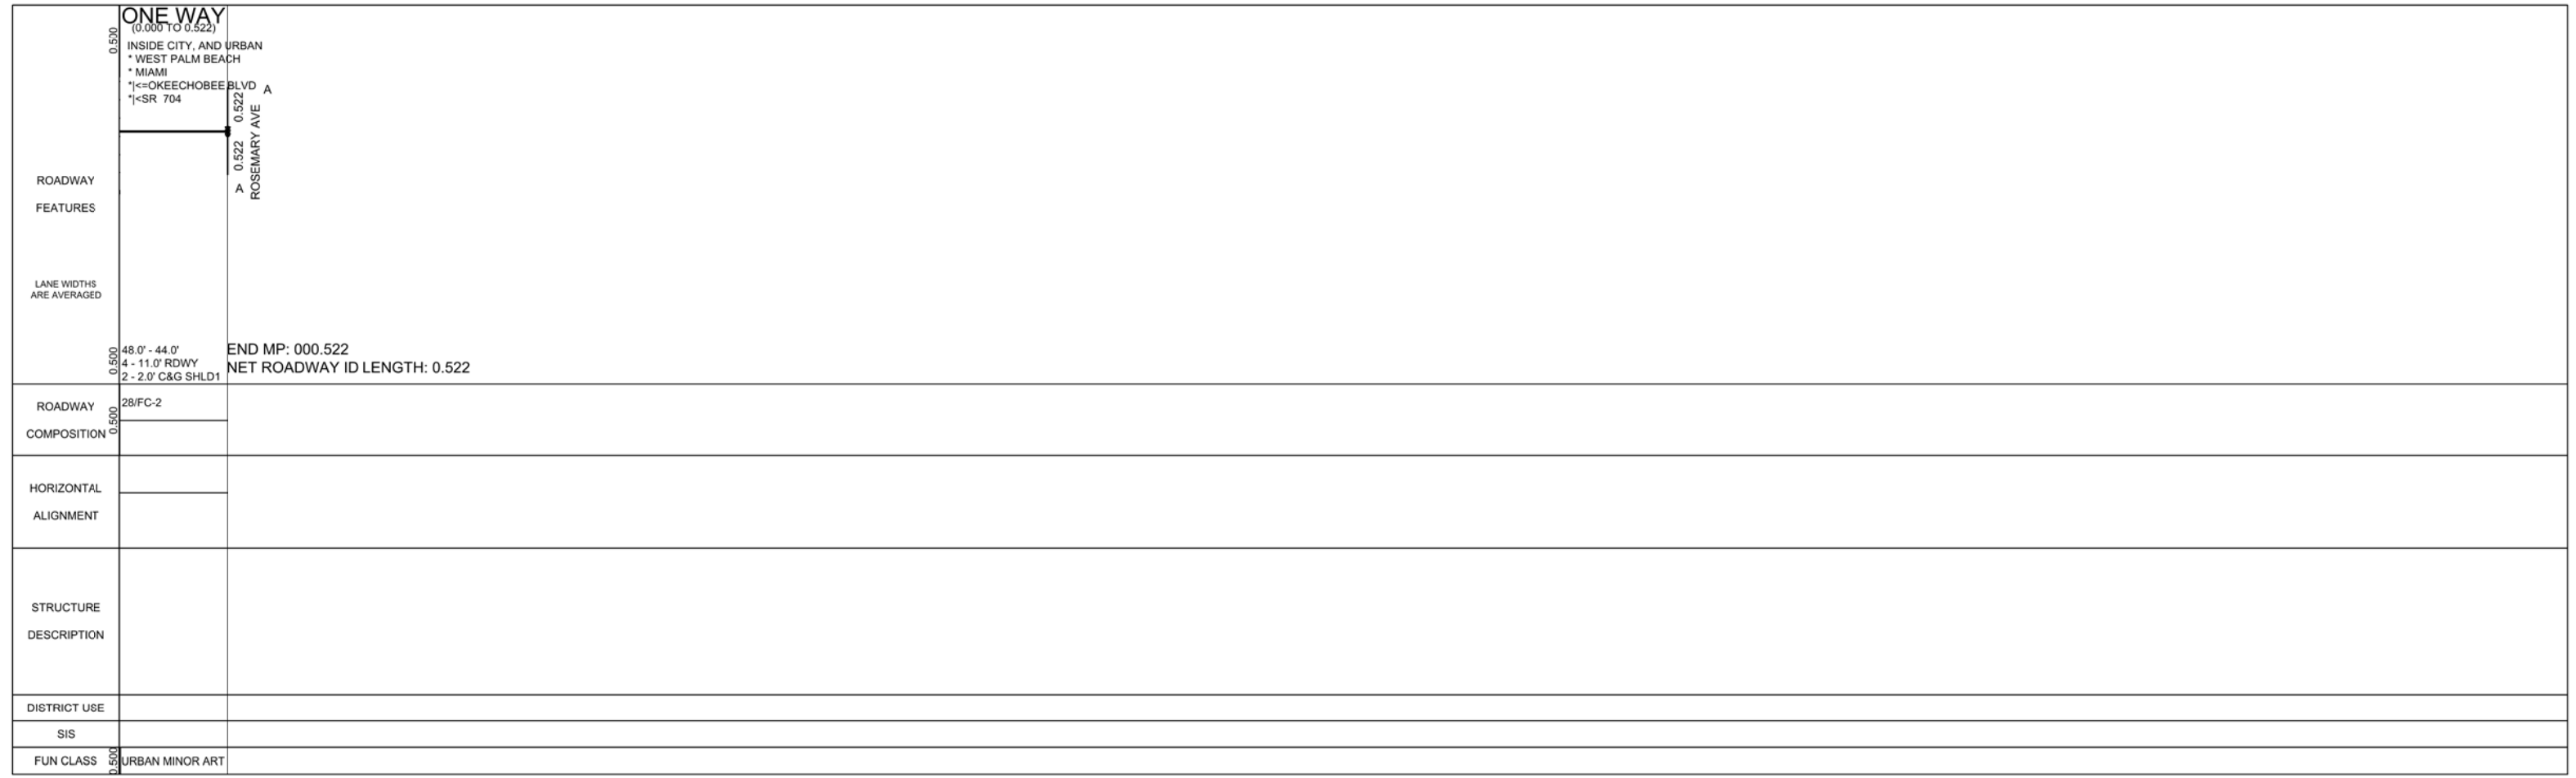 ONE WAY
(0.000 TO 0.522)
0.500
INSIDE CITY, AND URBAN
* WEST PALM BEACH
* MIAMI
*|<=OKEECHOBEE BLVD
*|<SR 704
A
0.522
0.522
ROSEMARY AVE
A
ROADWAY
FEATURES
LANE WIDTHS
ARE AVERAGED
0.500
48.0' - 44.0'
4 - 11.0' RDWY
2 - 2.0' C&G SHLD1
END MP: 000.522
NET ROADWAY ID LENGTH: 0.522
ROADWAY
COMPOSITION
0.500
28/FC-2
HORIZONTAL
ALIGNMENT
STRUCTURE
DESCRIPTION
DISTRICT USE
SIS
FUN CLASS
0.500
URBAN MINOR ART